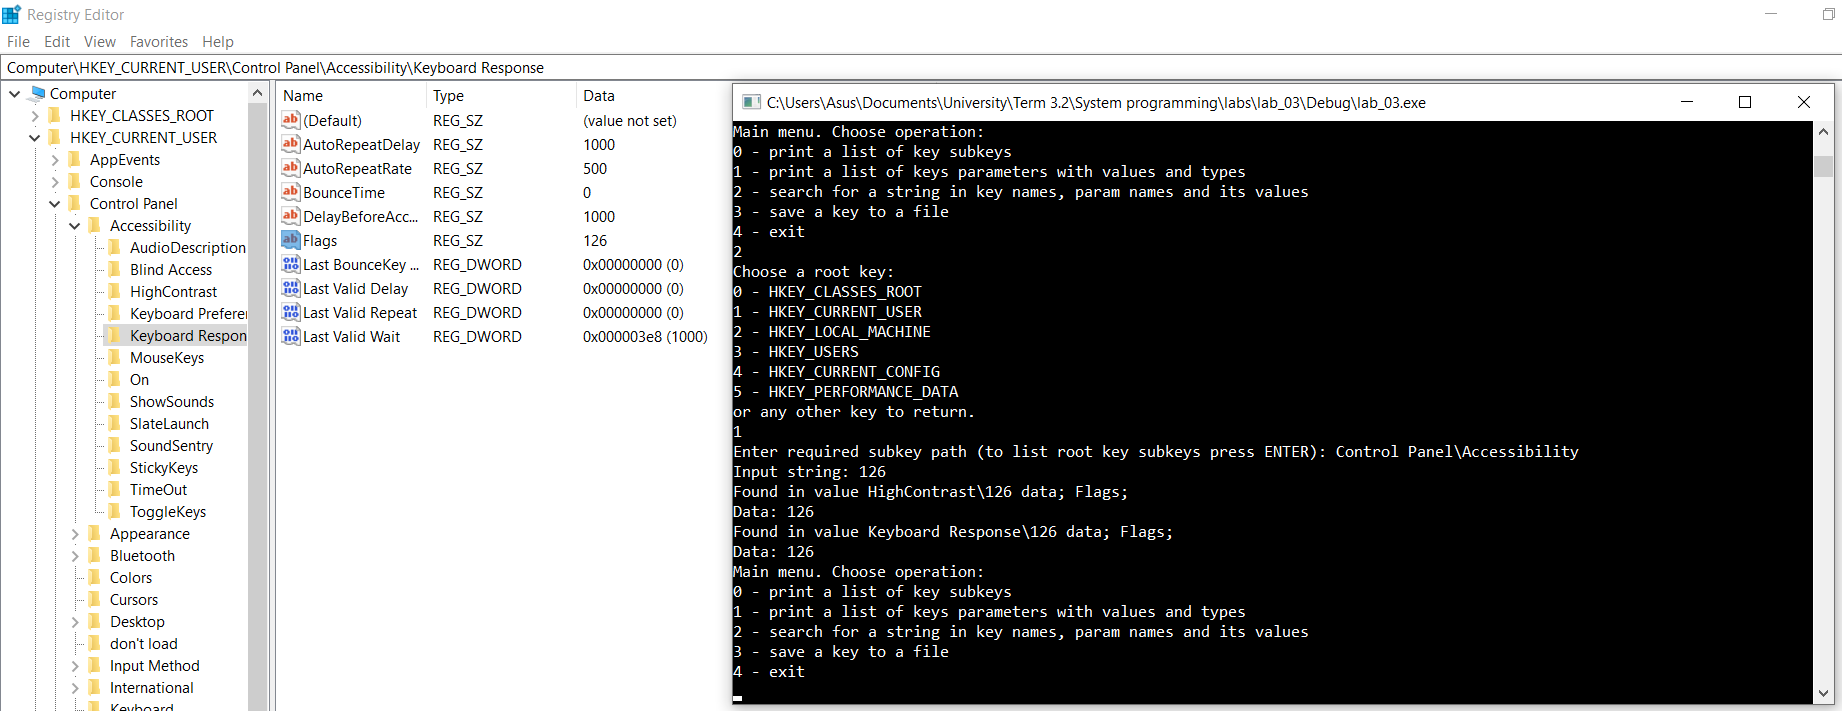 Registry Editor
File Edit View Favorites Help
Computer\HKEY_CURRENT_USER\Control Panel\Accessibility\Keyboard Response
Computer
HKEY_CLASSES_ROOT
HKEY_CURRENT_USER
AppEvents
Console
Control Panel
Accessibility
AudioDescription
Blind Access
HighContrast
Keyboard Preferer
Keyboard Respon
MouseKeys
On
ShowSounds
SlateLaunch
SoundSentry
StickyKeys
TimeOut
ToggleKeys
Appearance
Bluetooth
Colors
Cursors
Desktop
don't load
Input Method
International
Keyboard
Name Type Data
(Default) REG_SZ (value not set)
AutoRepeatDelay REG_SZ 1000
AutoRepeatRate REG_SZ 500
BounceTime REG_SZ 0
DelayBeforeAcc... REG_SZ 1000
Flags REG_SZ 126
Last BounceKey ... REG_DWORD 0x00000000 (0)
Last Valid Delay REG_DWORD 0x00000000 (0)
Last Valid Repeat REG_DWORD 0x00000000 (0)
Last Valid Wait REG_DWORD 0x000003e8 (1000)
C:\Users\Asus\Documents\University\Term 3.2\System programming\labs\lab_03\Debug\lab_03.exe
Main menu. Choose operation:
0 - print a list of key subkeys
1 - print a list of keys parameters with values and types
2 - search for a string in key names, param names and its values
3 - save a key to a file
4 - exit
2
Choose a root key:
0 - HKEY_CLASSES_ROOT
1 - HKEY_CURRENT_USER
2 - HKEY_LOCAL_MACHINE
3 - HKEY_USERS
4 - HKEY_CURRENT_CONFIG
5 - HKEY_PERFORMANCE_DATA
or any other key to return.
1
Enter required subkey path (to list root key subkeys press ENTER): Control Panel\Accessibility
Input string: 126
Found in value HighContrast\126 data; Flags;
Data: 126
Found in value Keyboard Response\126 data; Flags;
Data: 126
Main menu. Choose operation:
0 - print a list of key subkeys
1 - print a list of keys parameters with values and types
2 - search for a string in key names, param names and its values
3 - save a key to a file
4 - exit